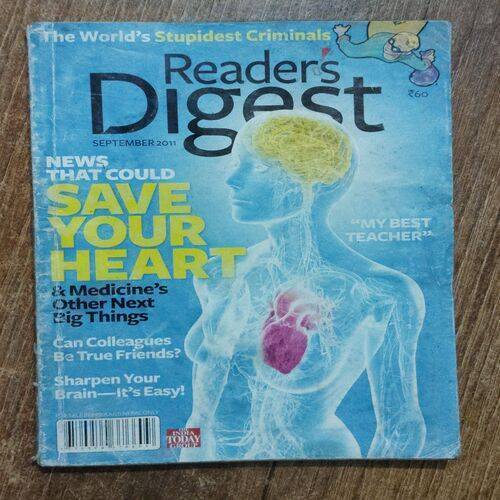 The World's Stupidest Criminals
Reader's
Digest
₹60
SEPTEMBER 2011
NEWS
THAT COULD
SAVE
YOUR
HEART
& Medicine's
Other Next
Big Things
"MY BEST
TEACHER"
Can Colleagues
Be True Friends?
Sharpen Your
Brain—It's Easy!
THE
INDIA
TODAY
GROUP